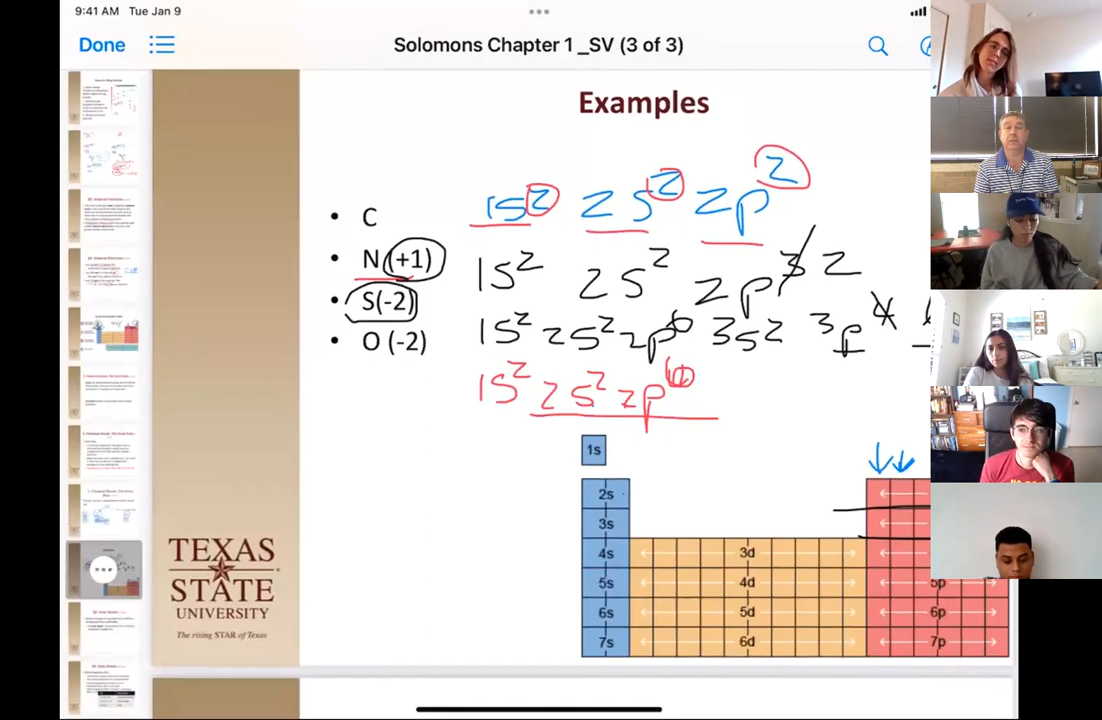 9:41 AM Tue Jan 9
Done
Solomons Chapter 1 _SV (3 of 3)
Examples
• C 1s² 2s² 2p²
• N (+1) 1s² 2s² 2p³ 2
• S(-2) 1s² 2s² 2p⁶ 3s² 3p⁴
• O (-2)
1s² 2s² 2p⁶
1s
2s
3s
4s 3d
5s 4d 5p
6s 5d 6p
7s 6d 7p
TEXAS
STATE
UNIVERSITY
The rising STAR of Texas